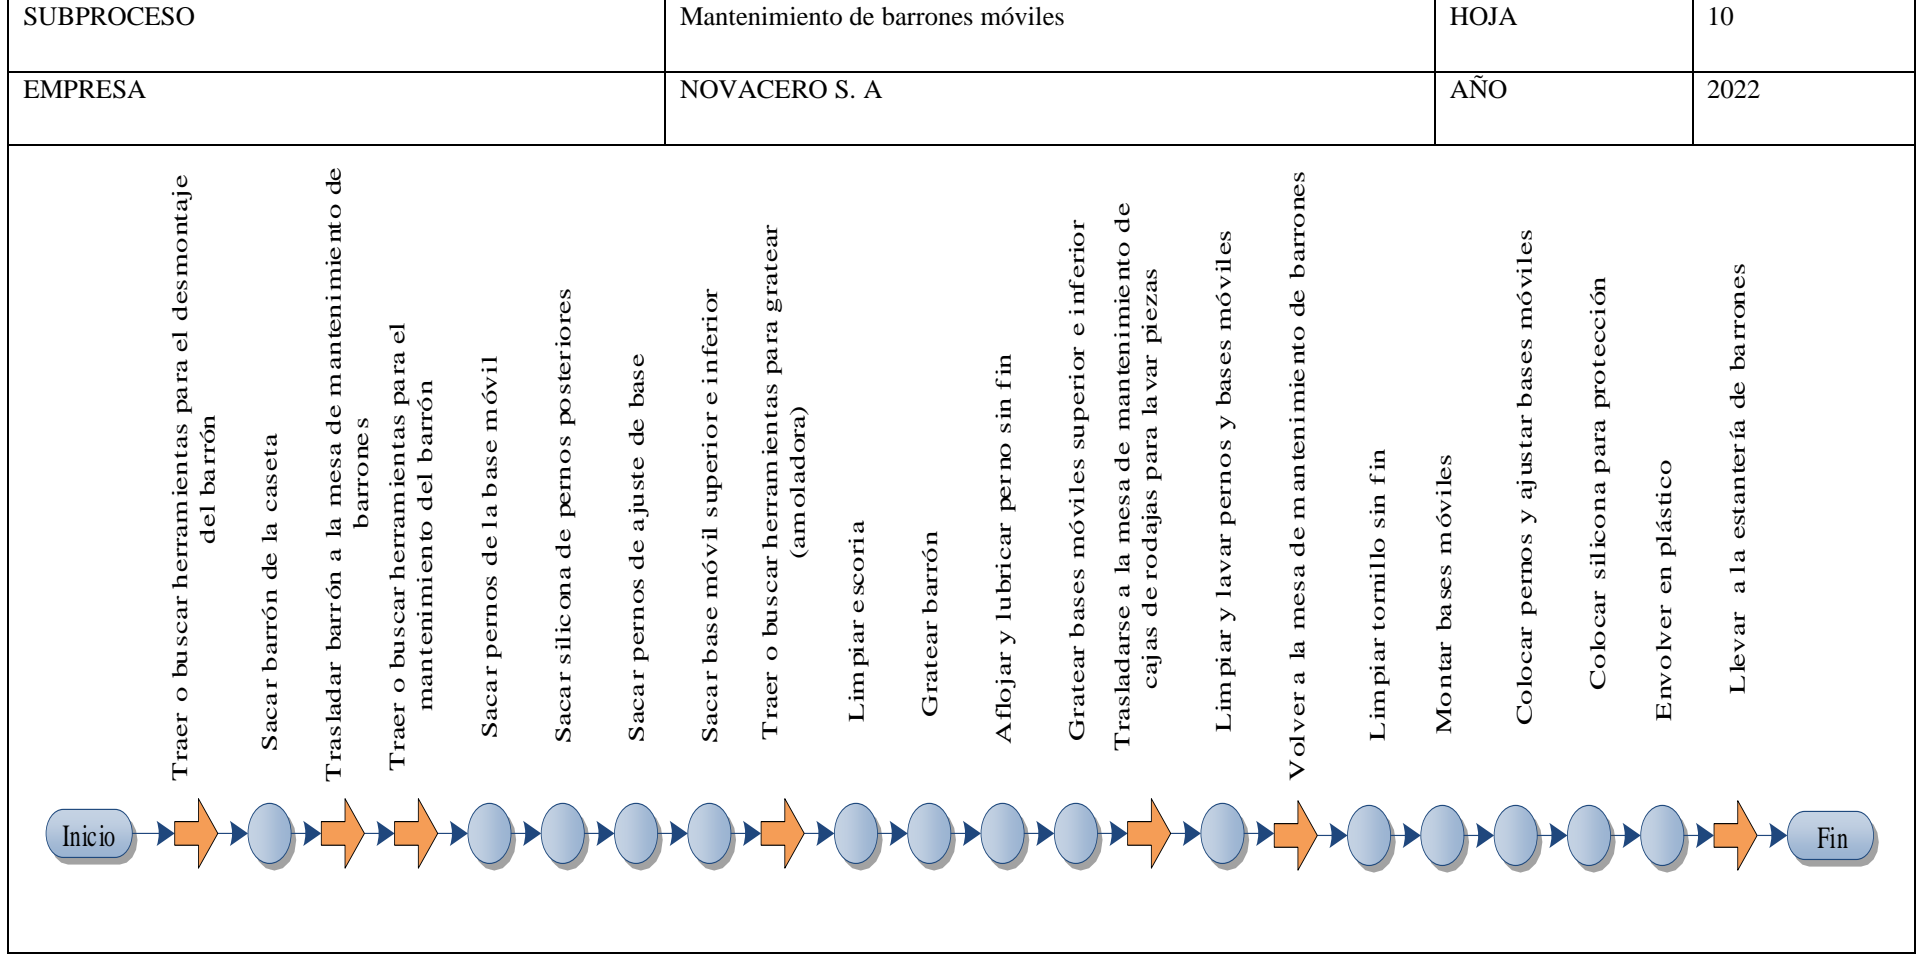 SUBPROCESO
Mantenimiento de barrones móviles
HOJA
10
EMPRESA
NOVACERO S. A
AÑO
2022
Traer o buscar herramientas para el desmontaje
del barrón
Sacar barrón de la caseta
Trasladar barrón a la mesa de mantenimiento de
barrones
Traer o buscar herramientas para el
mantenimiento del barrón
Sacar pernos de la base móvil
Sacar silicona de pernos posteriores
Sacar pernos de ajuste de base
Sacar base móvil superior e inferior
Traer o buscar herramientas para gratear
(amoladora)
Limpiar escoria
Gratear barrón
Aflojar y lubricar perno sin fin
Gratear bases móviles superior e inferior
Trasladarse a la mesa de mantenimiento de
cajas de rodajas para lavar piezas
Limpiar y lavar pernos y bases móviles
Volver a la mesa de mantenimiento de barrones
Limpiar tornillo sin fin
Montar bases móviles
Colocar pernos y ajustar bases móviles
Colocar silicona para protección
Envolver en plástico
Llevar a la estantería de barrones
Inicio
Fin